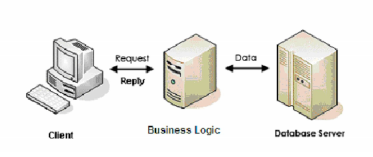 Request
Reply
Data
Client
Business Logic
Database Server